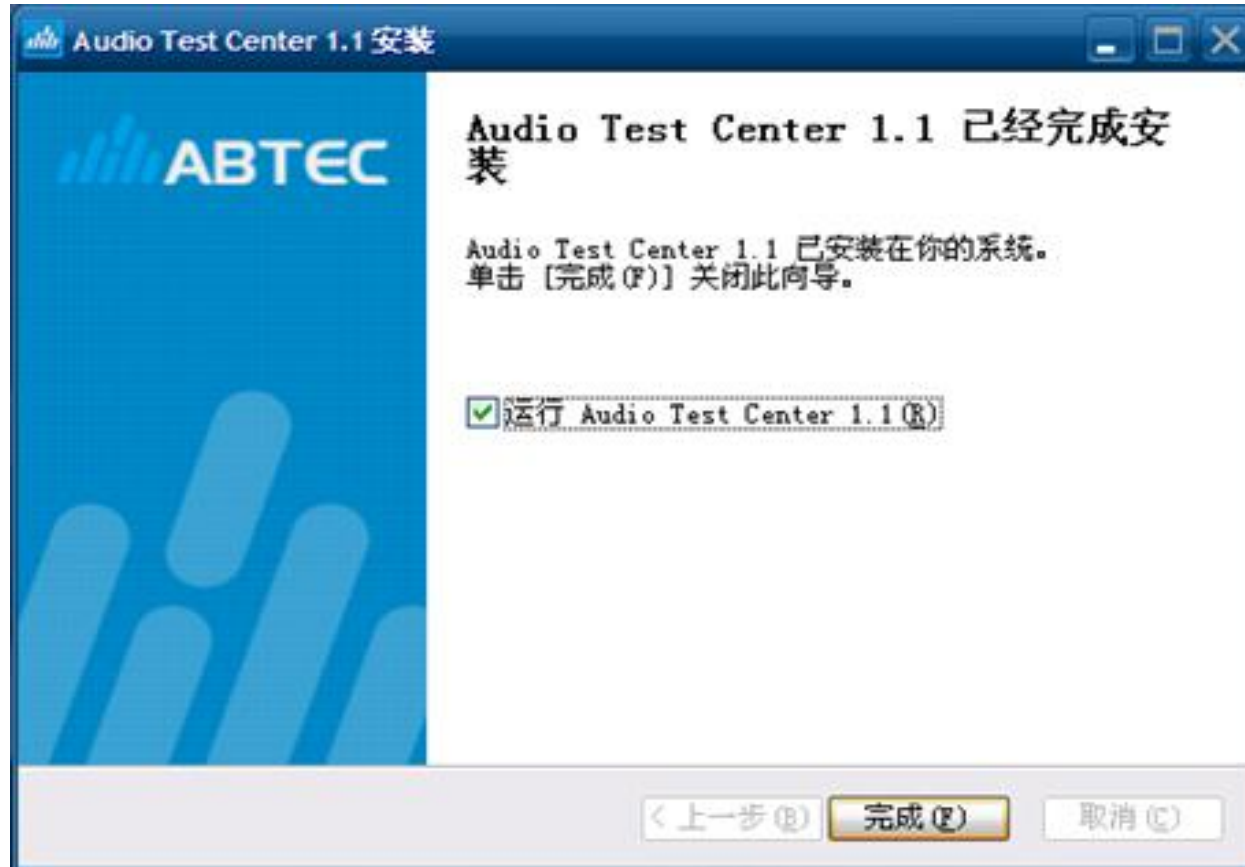 Audio Test Center 1.1 安装
ABTEC
Audio Test Center 1.1 已经完成安
装
Audio Test Center 1.1 已安装在你的系统。
单击 [完成(F)] 关闭此向导。
运行 Audio Test Center 1.1(R)
< 上一步(B)
完成(F)
取消(C)